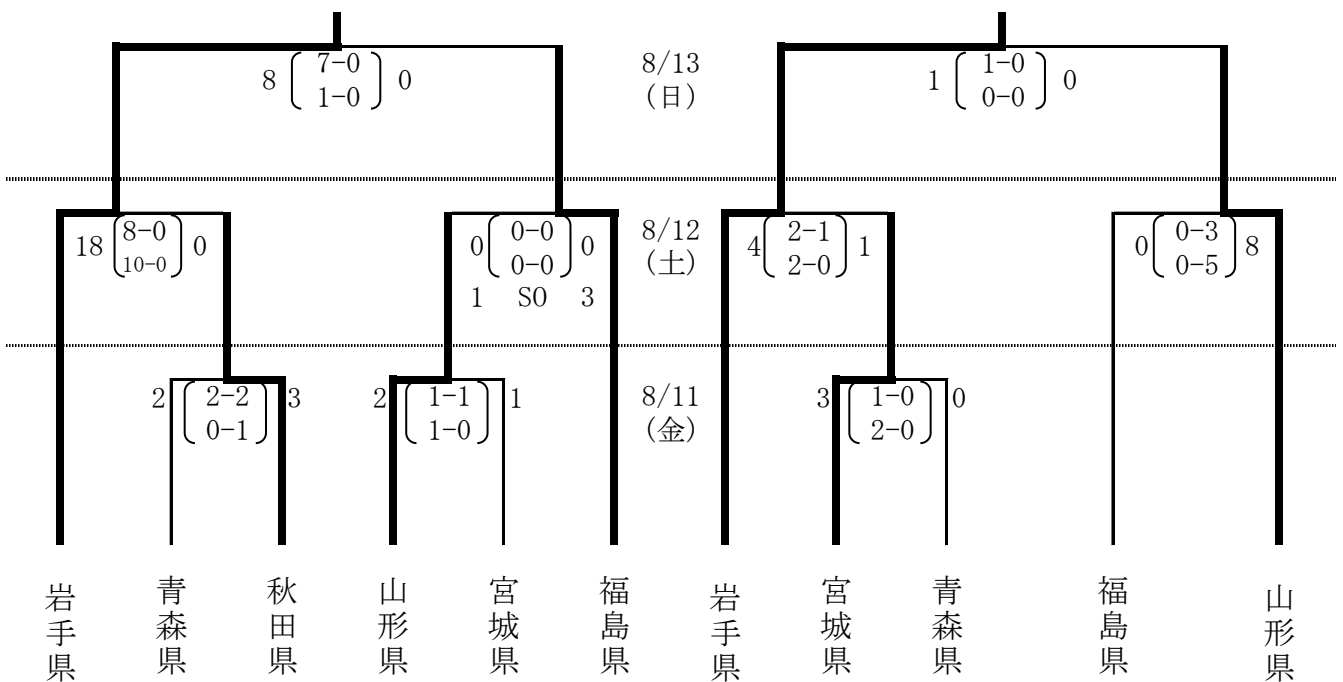 8 7-0 0
1-0
8/13
(日)
1 1-0 0
0-0
18 8-0 0
10-0
0 0-0 0
0-0
1 SO 3
8/12
(土)
4 2-1 1
2-0
0 0-3 8
0-5
2 2-2 3
0-1
2 1-1 1
1-0
8/11
(金)
3 1-0 0
2-0
岩手県
青森県
秋田県
山形県
宮城県
福島県
岩手県
宮城県
青森県
福島県
山形県